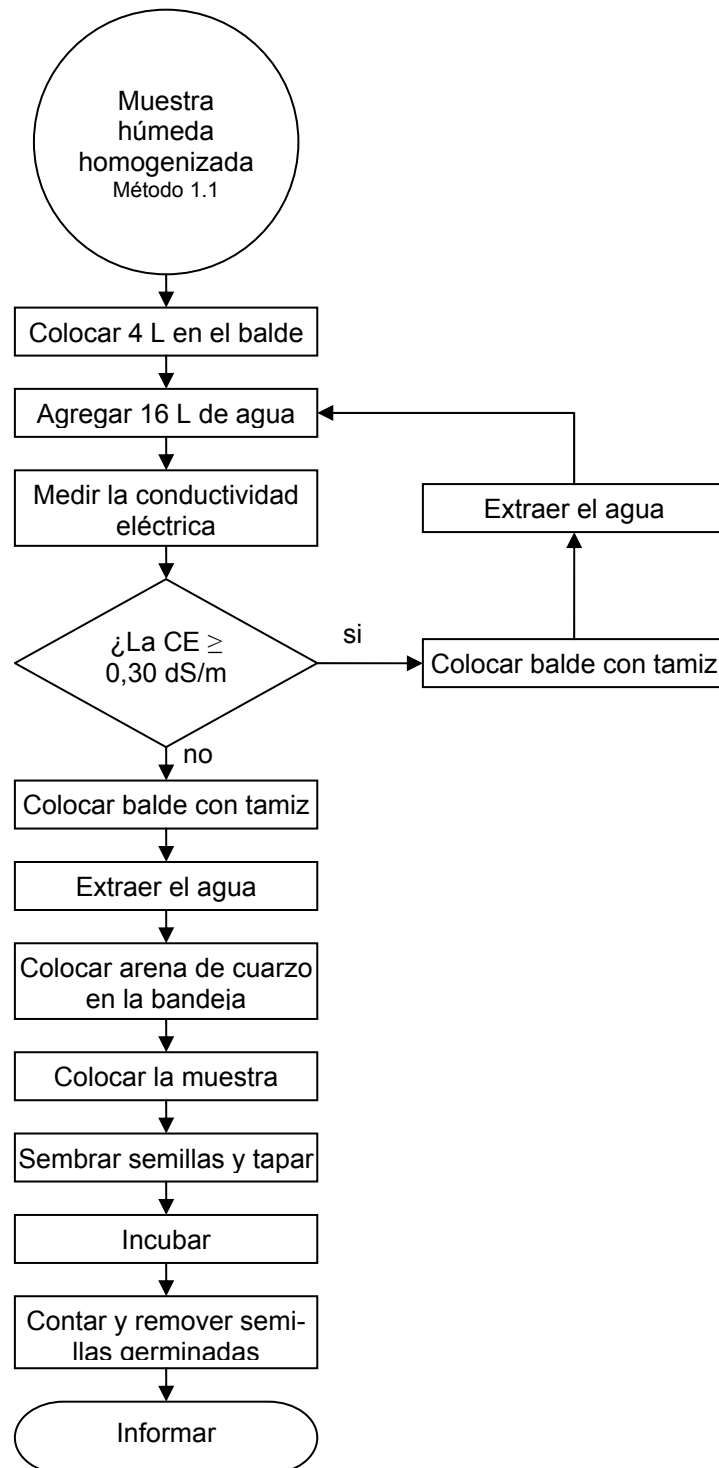 Muestra
húmeda
homogenizada
Método 1.1
Colocar 4 L en el balde
Agregar 16 L de agua
Medir la conductividad
eléctrica
Extraer el agua
¿La CE ≥
0,30 dS/m
si
Colocar balde con tamiz
no
Colocar balde con tamiz
Extraer el agua
Colocar arena de cuarzo
en la bandeja
Colocar la muestra
Sembrar semillas y tapar
Incubar
Contar y remover semi-
llas germinadas
Informar